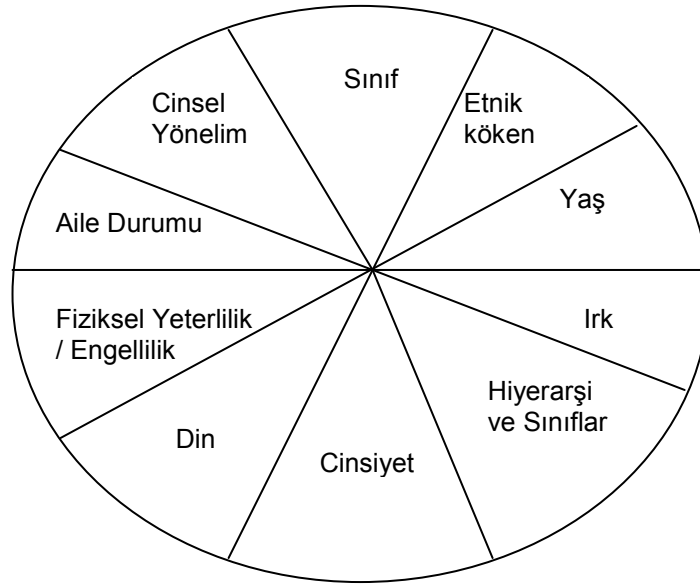 Sınıf
Etnik
köken
Yaş
Irk
Hiyerarşi
ve Sınıflar
Cinsiyet
Din
Fiziksel Yeterlilik
/ Engellilik
Aile Durumu
Cinsel
Yönelim